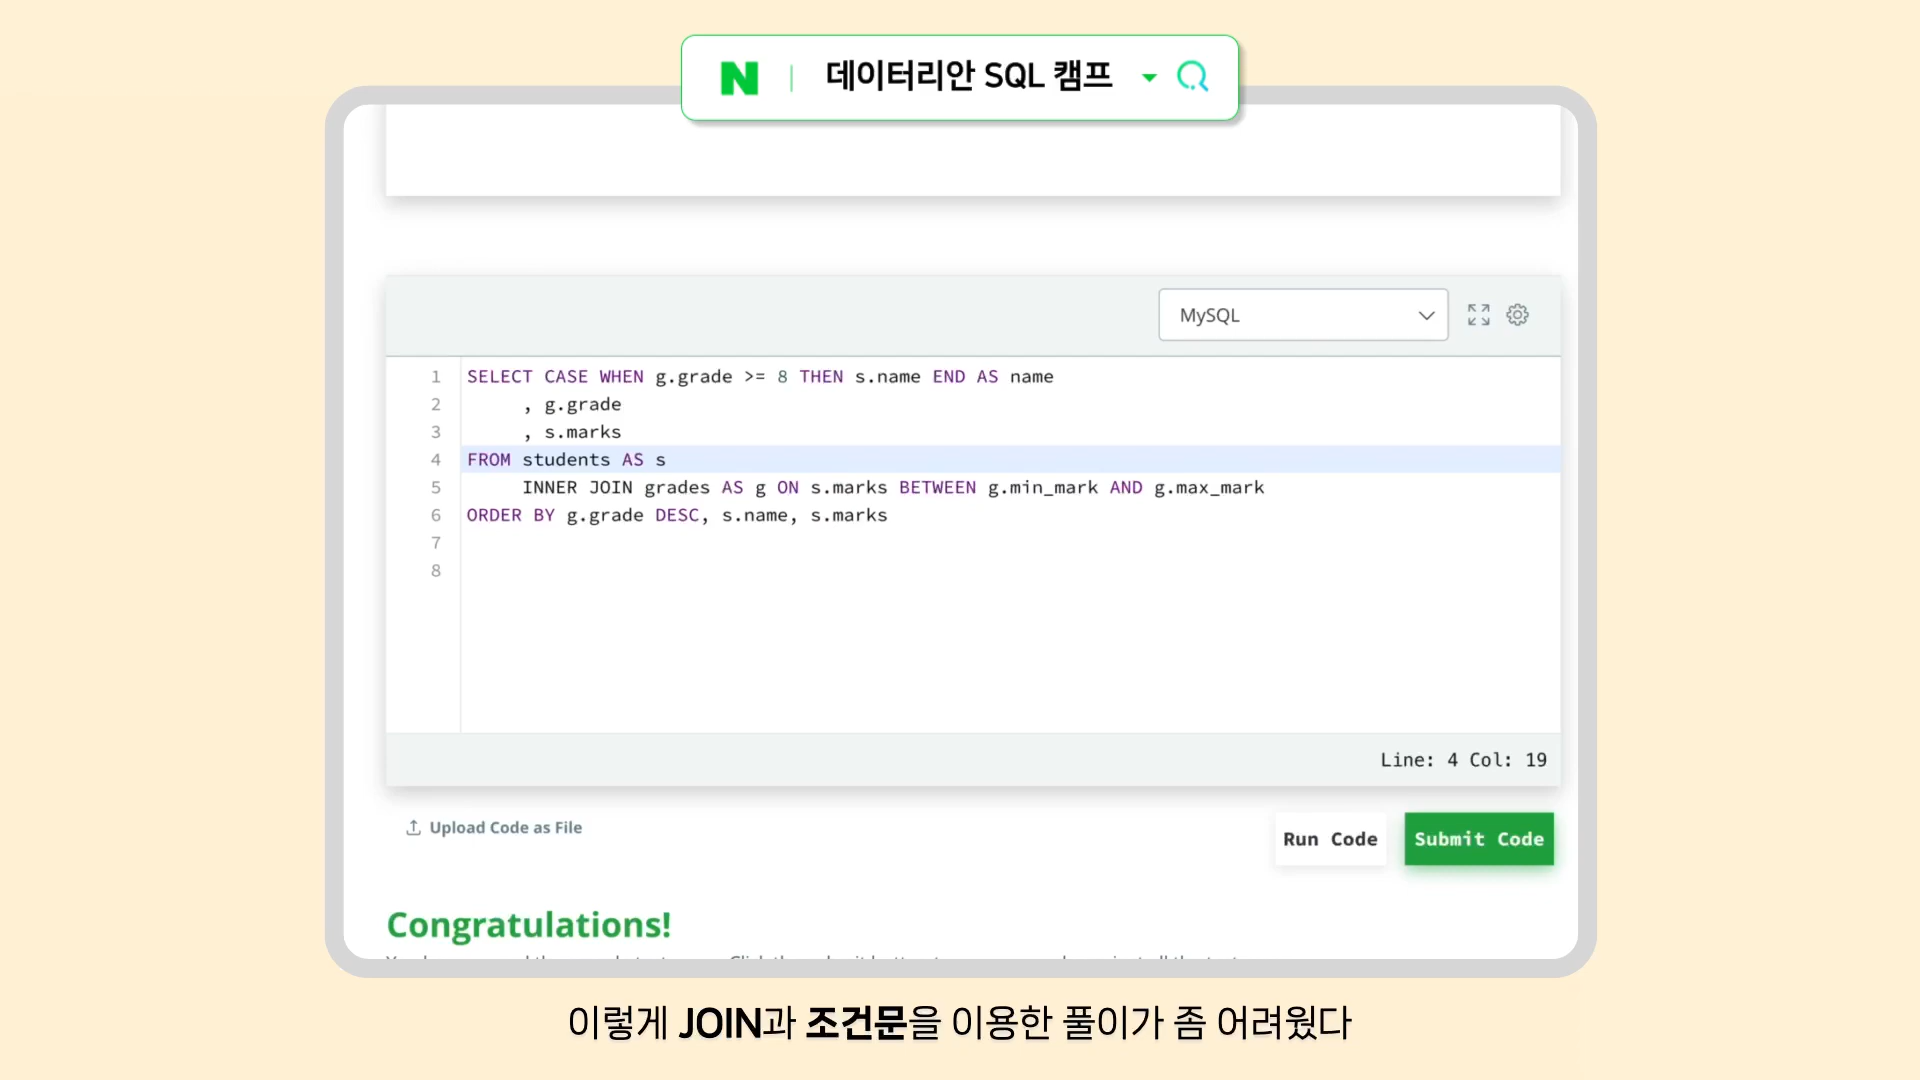 N | 데이터리안 SQL 캠프
MySQL
1 SELECT CASE WHEN g.grade >= 8 THEN s.name END AS name
2 , g.grade
3 , s.marks
4 FROM students AS s
5 INNER JOIN grades AS g ON s.marks BETWEEN g.min_mark AND g.max_mark
6 ORDER BY g.grade DESC, s.name, s.marks
7
8
Line: 4 Col: 19
Upload Code as File
Run Code
Submit Code
Congratulations!
이렇게 JOIN과 조건문을 이용한 풀이가 좀 어려웠다